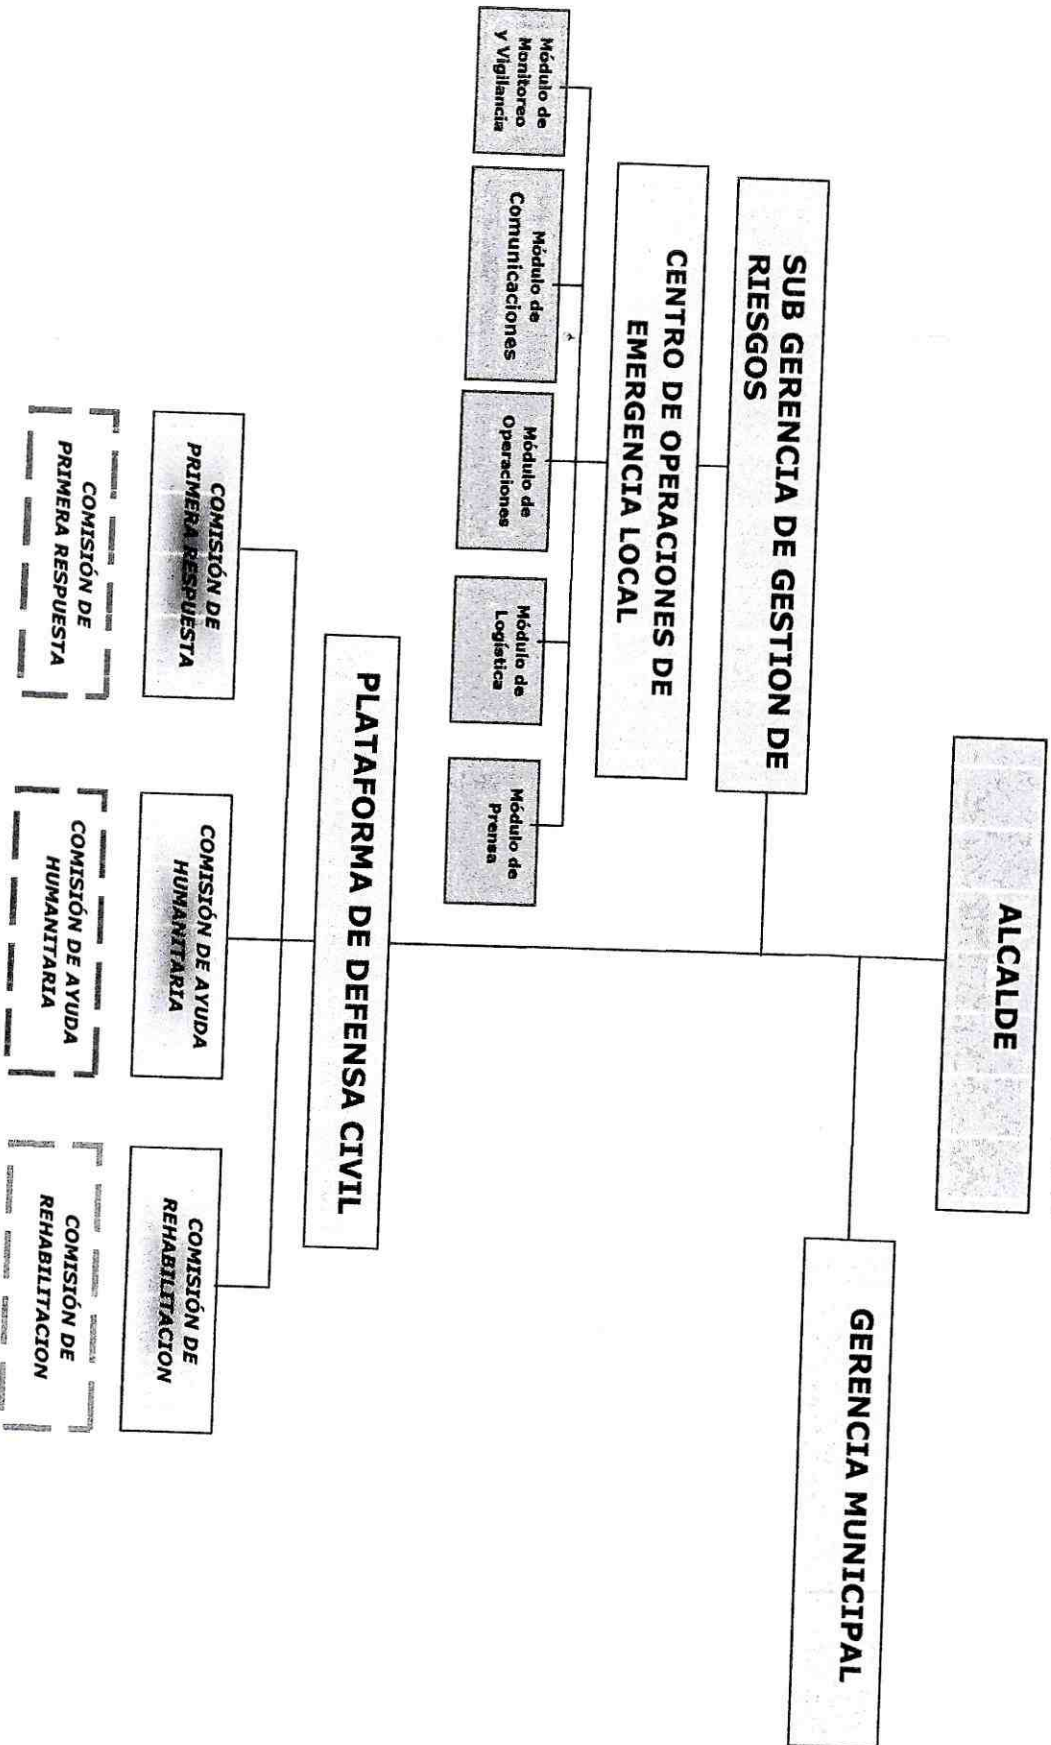 ALCALDE
GERENCIA MUNICIPAL
SUB GERENCIA DE GESTION DE
RIESGOS
CENTRO DE OPERACIONES DE
EMERGENCIA LOCAL
Módulo de
Monitoreo
y Vigilancia
Módulo de
Comunicaciones
Módulo de
Operaciones
Módulo de
Logística
Módulo de
Prensa
PLATAFORMA DE DEFENSA CIVIL
COMISIÓN DE
PRIMERA RESPUESTA
COMISIÓN DE AYUDA
HUMANITARIA
COMISIÓN DE
REHABILITACION
COMISIÓN DE
PRIMERA RESPUESTA
COMISIÓN DE AYUDA
HUMANITARIA
COMISIÓN DE
REHABILITACION